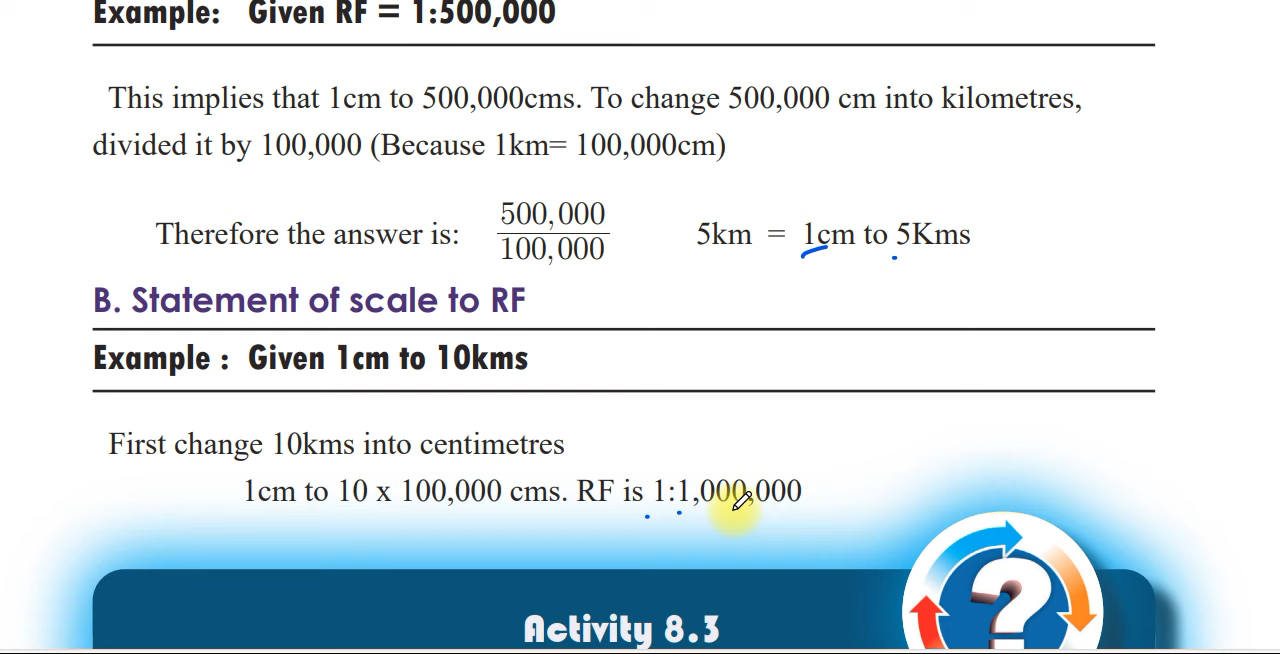 Example: Given RF = 1:500,000
This implies that 1cm to 500,000cms. To change 500,000 cm into kilometres,
divided it by 100,000 (Because 1km= 100,000cm)
Therefore the answer is: 500,000 / 100,000 5km = 1cm to 5Kms
B. Statement of scale to RF
Example : Given 1cm to 10kms
First change 10kms into centimetres
1cm to 10 x 100,000 cms. RF is 1:1,000,000
Activity 8.3
?